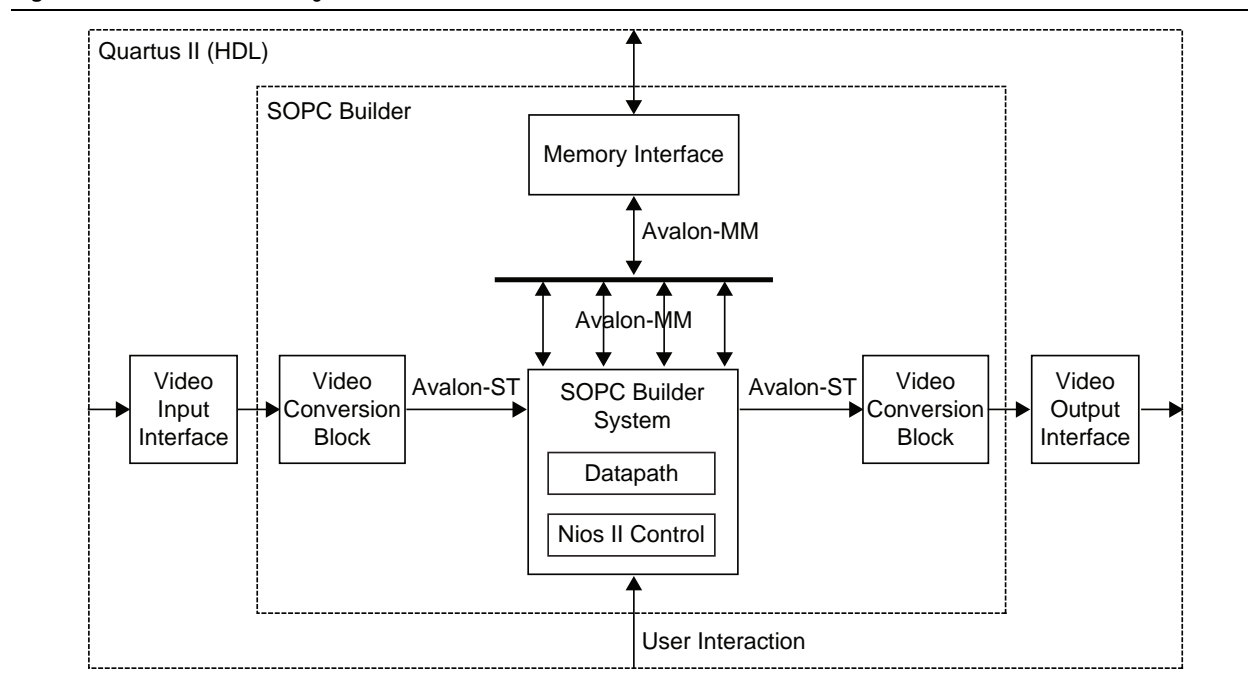 Quartus II (HDL)
SOPC Builder
Memory Interface
Avalon-MM
Avalon-MM
Video
Input
Interface
Video
Conversion
Block
Avalon-ST
SOPC Builder
System
Datapath
Nios II Control
Avalon-ST
Video
Conversion
Block
Video
Output
Interface
User Interaction